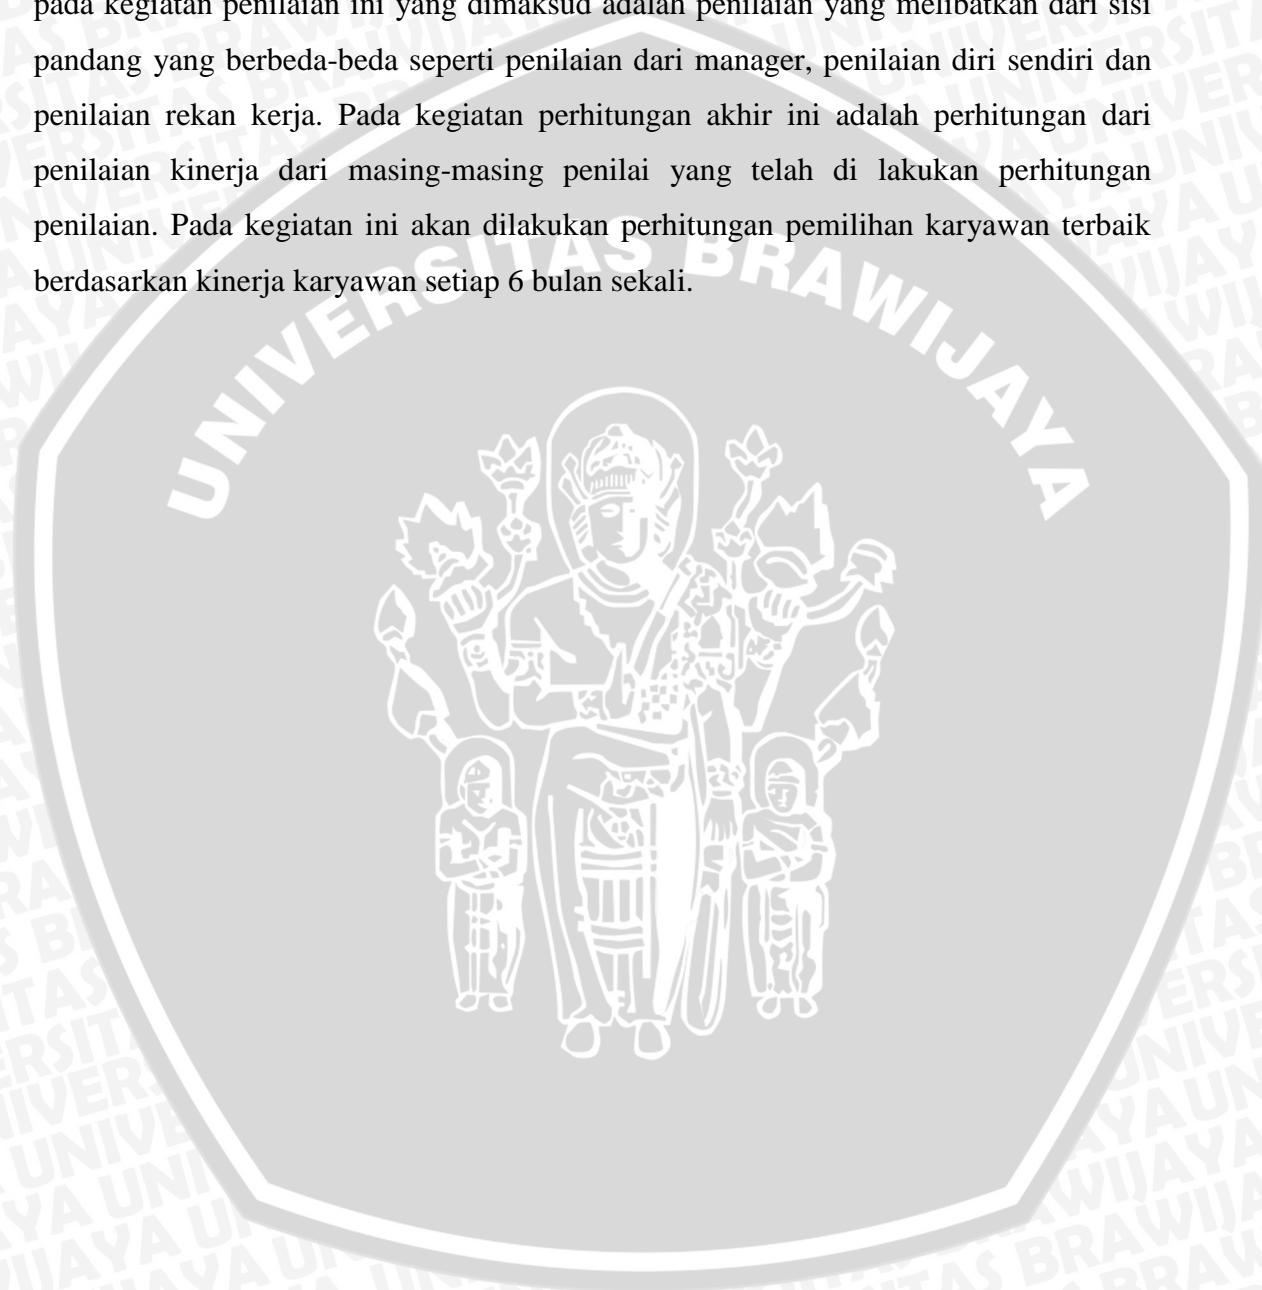 pada kegiatan penilaian ini yang dimaksud adalah penilaian yang melibatkan dari sisi
pandang yang berbeda-beda seperti penilaian dari manager, penilaian diri sendiri dan
penilaian rekan kerja. Pada kegiatan perhitungan akhir ini adalah perhitungan dari
penilaian kinerja dari masing-masing penilai yang telah di lakukan perhitungan
penilaian. Pada kegiatan ini akan dilakukan perhitungan pemilihan karyawan terbaik
berdasarkan kinerja karyawan setiap 6 bulan sekali.
UNIVERSITAS BRAWIJAYA